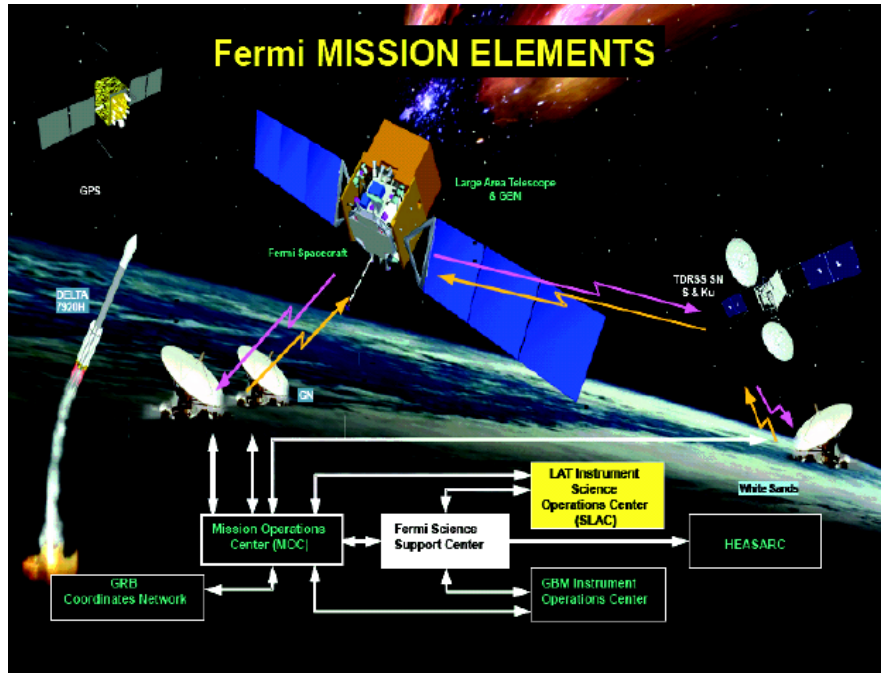 Fermi MISSION ELEMENTS
GPS
Large Area Telescope
& GBM
Fermi Spacecraft
TDRSS SN
S & Ku
DELTA
7920H
GN
White Sands
LAT Instrument
Science
Operations Center
(SLAC)
Mission Operations
Center (MOC)
Fermi Science
Support Center
HEASARC
GRB
Coordinates Network
GBM Instrument
Operations Center